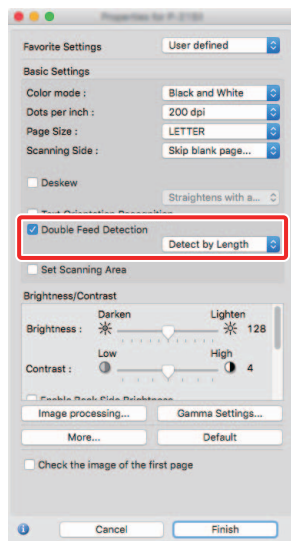 Favorite Settings User defined
Basic Settings
Color mode : Black and White
Dots per inch : 200 dpi
Page Size : LETTER
Scanning Side : Skip blank page...
Deskew
Straightens with a...
Double Feed Detection
Detect by Length
Set Scanning Area
Brightness/Contrast
Darken Lighten
Brightness : 128
Low High
Contrast : 4
Image processing... Gamma Settings...
More... Default
Check the image of the first page
Cancel Finish